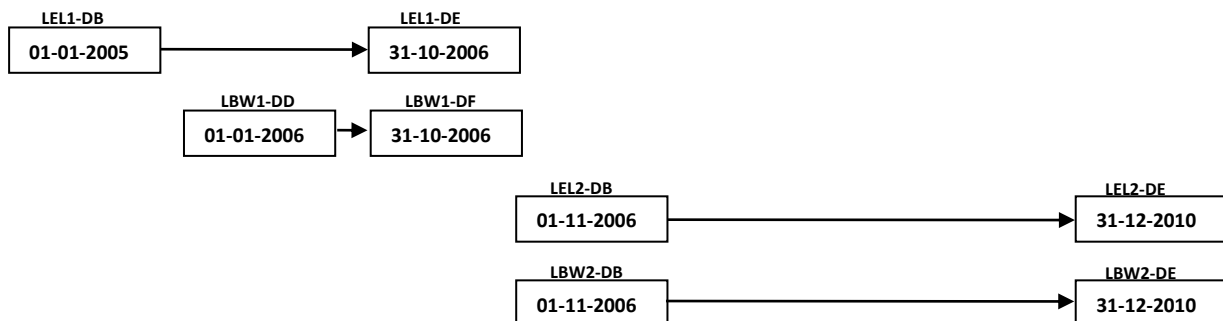 LEL1-DB LEL1-DE
01-01-2005 31-10-2006
LBW1-DD LBW1-DF
01-01-2006 31-10-2006
LEL2-DB LEL2-DE
01-11-2006 31-12-2010
LBW2-DB LBW2-DE
01-11-2006 31-12-2010